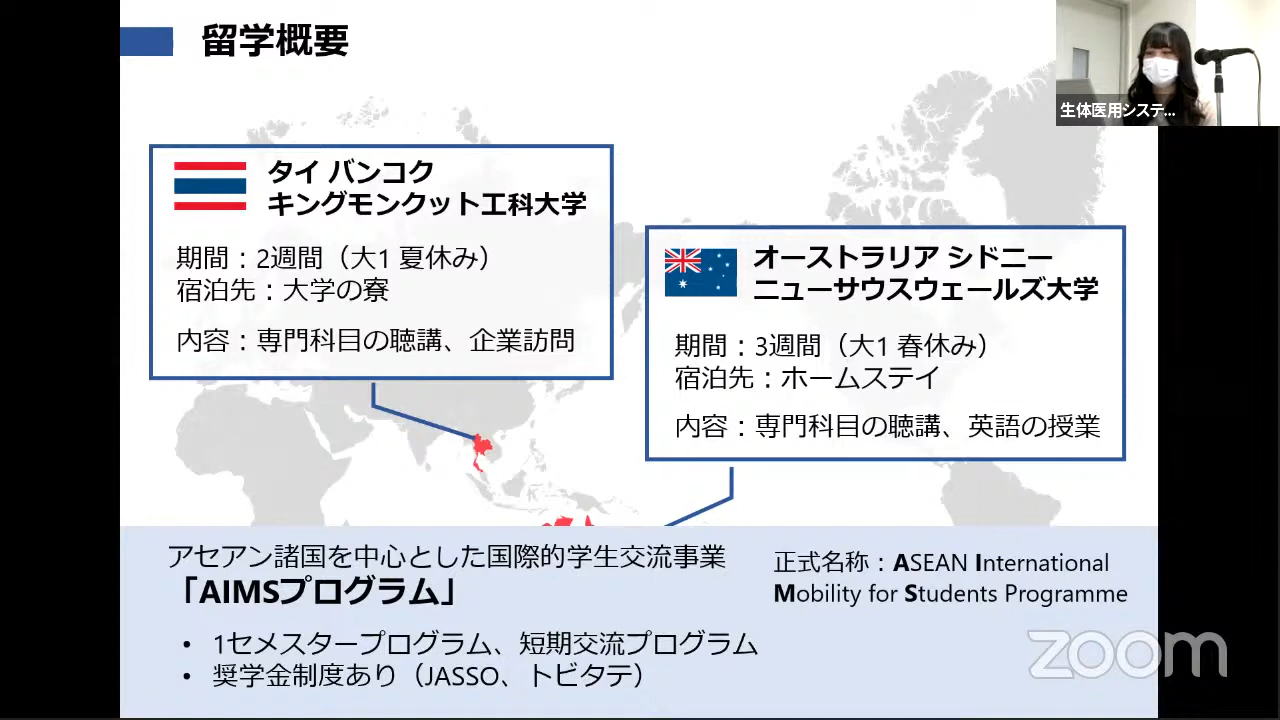 留学概要
生体医用システ...
タイ バンコク
キングモンクット工科大学
期間：2週間（大1 夏休み）
宿泊先：大学の寮
内容：専門科目の聴講、企業訪問
オーストラリア シドニー
ニューサウスウェールズ大学
期間：3週間（大1 春休み）
宿泊先：ホームステイ
内容：専門科目の聴講、英語の授業
アセアン諸国を中心とした国際的学生交流事業
「AIMSプログラム」
正式名称：ASEAN International
Mobility for Students Programme
• 1セメスタープログラム、短期交流プログラム
• 奨学金制度あり（JASSO、トビタテ）
zoom